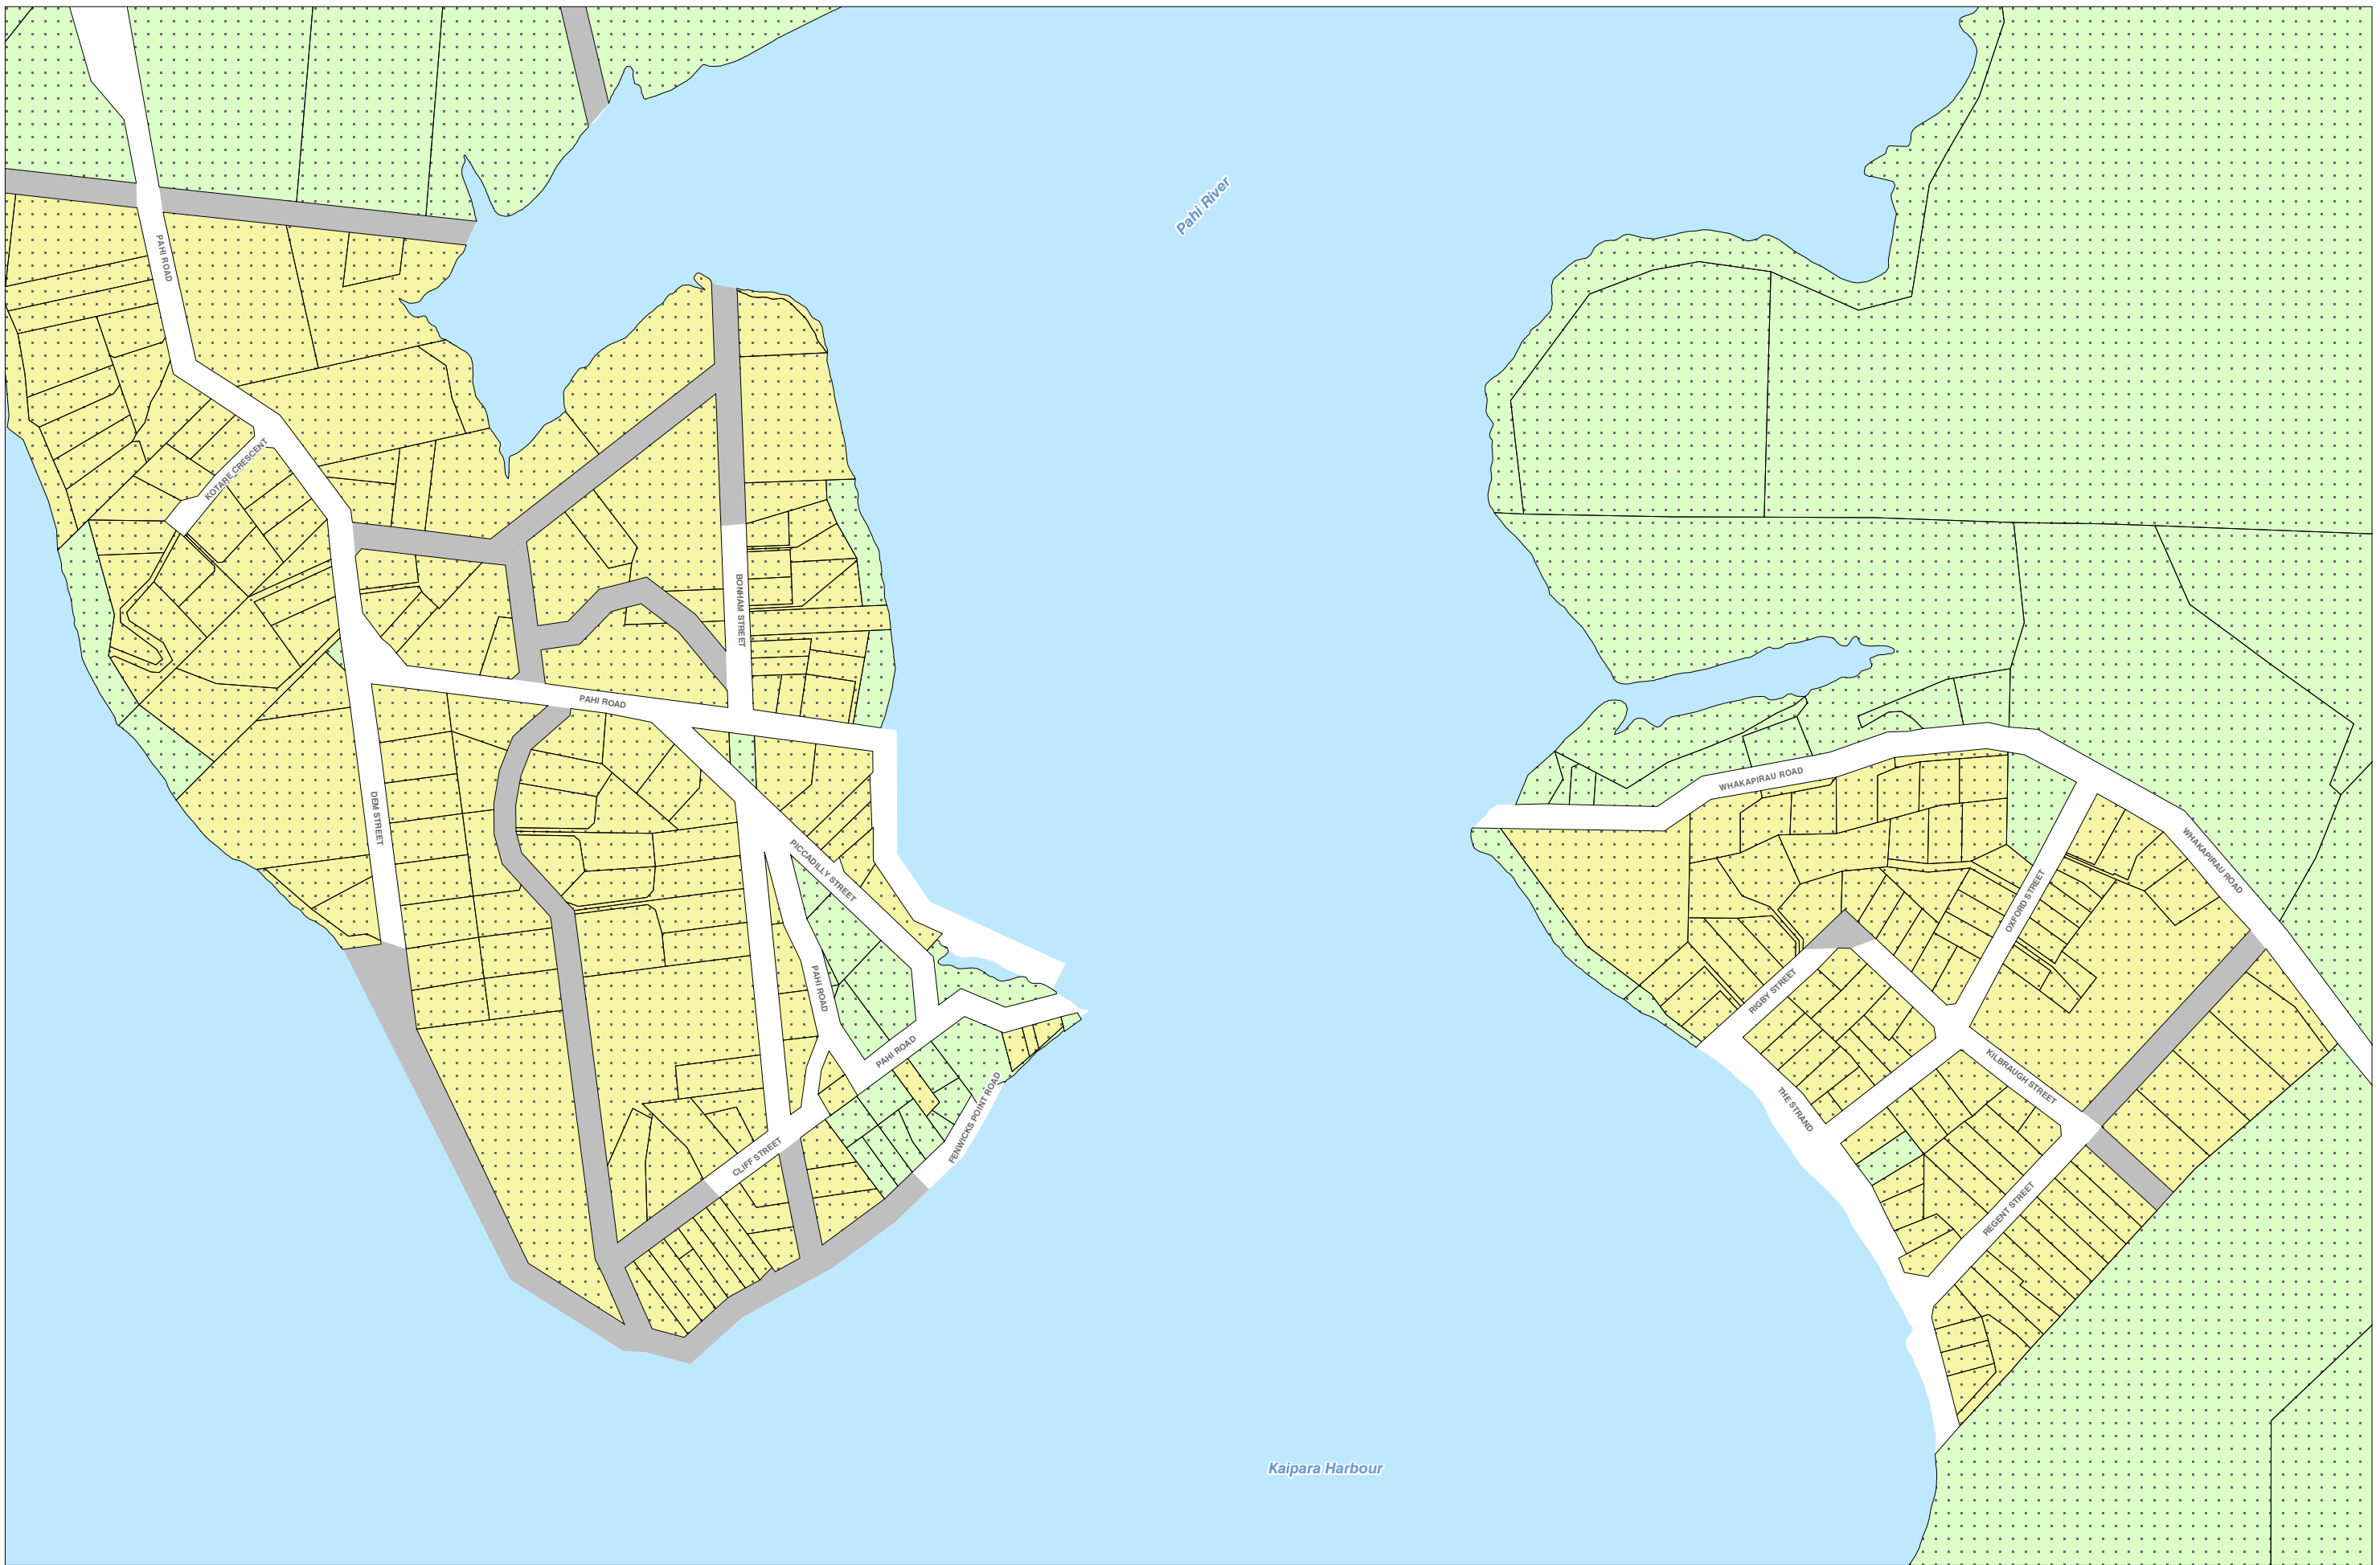 Pahi River
PAHI ROAD
KOTARE CRESCENT
BONHAM STREET
PAHI ROAD
WHAKAPIRAU ROAD
DEM STREET
WHAKAPIRAU ROAD
PICCADILLY STREET
OXFORD STREET
PAHI ROAD
RIGBY STREET
PAHI ROAD
KILBRAUGH STREET
THE STRAND
FENWICKS POINT ROAD
CLIFF STREET
REGENT STREET
Kaipara Harbour